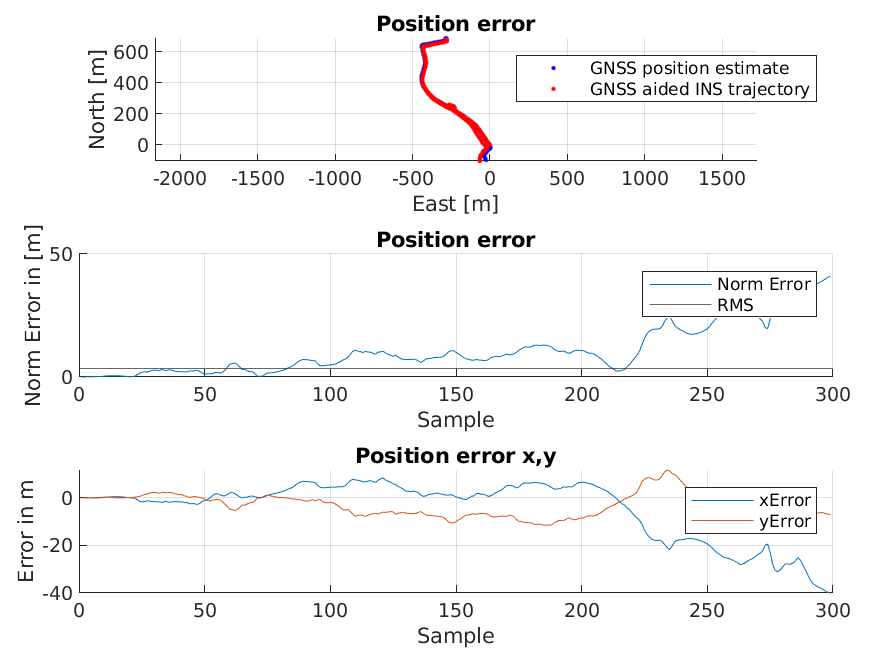 Position error
North [m]
600
400
200
0
GNSS position estimate
GNSS aided INS trajectory
-2000 -1500 -1000 -500 0 500 1000 1500
East [m]
Position error
Norm Error in [m]
50
0
Norm Error
RMS
0 50 100 150 200 250 300
Sample
Position error x,y
Error in m
0
-20
-40
xError
yError
0 50 100 150 200 250 300
Sample